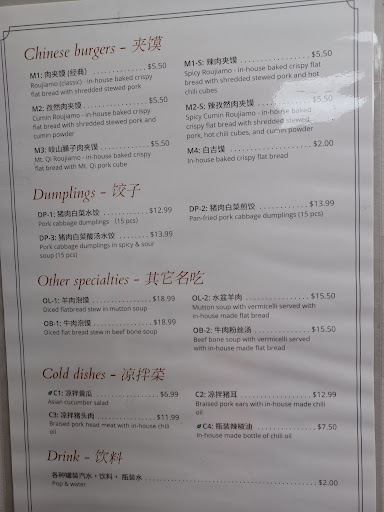 Chinese burgers - 夹馍
M1: 肉夹馍 (经典) $5.50
Roujiamo (classic) - in-house baked crispy
flat bread with shredded stewed pork
M2: 孜然肉夹馍 $5.50
Cumin Roujiamo - in-house baked crispy
flat bread with shredded stewed pork and
cumin powder
M3: 岐山臊子肉夹馍 $5.50
Mt. Qi Roujiamo - in-house baked crispy
flat bread with Mt. Qi pork cube
M1-S: 辣肉夹馍 $5.50
Spicy Roujiamo - in-house baked crispy flat
bread with shredded stewed pork and hot
chili cubes
M2-S: 辣孜然肉夹馍 $5.50
Spicy Cumin Roujiamo - in-house baked
crispy flat bread with shredded stewed
pork, hot chili cubes, and cumin powder
M4: 白吉馍 $2.00
In-house baked crispy flat bread
Dumplings - 饺子
DP-1: 猪肉白菜水饺 $12.99
Pork cabbage dumplings (15 pcs)
DP-3: 猪肉白菜酸汤水饺 $13.99
Pork cabbage dumplings in spicy & sour
soup (15 pcs)
DP-2: 猪肉白菜煎饺 $13.99
Pan-fried pork cabbage dumplings (15 pcs)
Other specialties - 其它名吃
OL-1: 羊肉泡馍 $18.99
Diced flatbread stew in mutton soup
OB-1: 牛肉泡馍 $18.99
Diced flat bread stew in beef bone soup
OL-2: 水盆羊肉 $15.50
Mutton soup with vermicelli served with
in-house made flat bread
OB-2: 牛肉粉丝汤 $15.50
Beef bone soup with vermicelli served
with in-house made flat bread
Cold dishes - 凉拌菜
C1: 凉拌黄瓜 $6.99
Asian cucumber salad
C3: 凉拌猪头肉 $11.99
Braised pork head meat with in-house chili
oil
C2: 凉拌猪耳 $12.99
Braised pork ears with in-house made chili
oil
C4: 瓶装辣椒油 $7.50
In-house made bottle of chili oil
Drink - 饮料
各种罐装汽水，饮料，瓶装水 $2.00
Pop & water